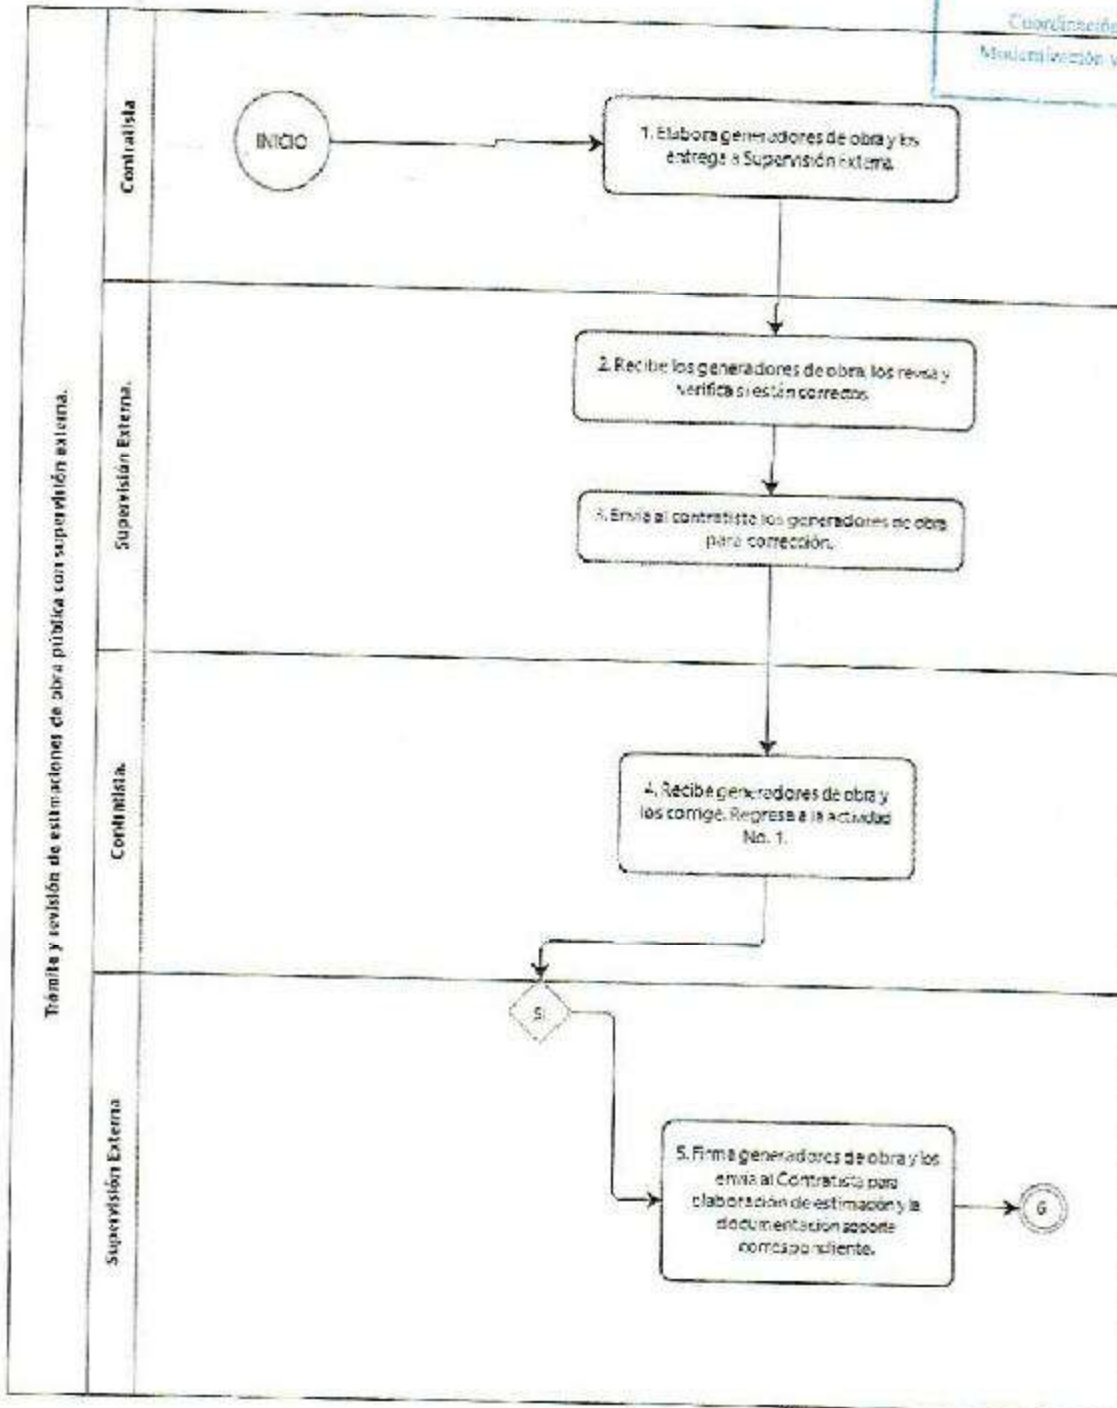 Coordinación
Modernización y
Trámite y revisión de estimaciones de obra pública con supervisión externa.
Contratista
INICIO
1. Elabora generadores de obra y los
entrega a Supervisión Externa.
Supervisión Externa.
2. Recibe los generadores de obra, los revisa y
verifica si están correctos.
3. Envia al contratista los generadores de obra
para corrección.
Contratista.
4. Recibe generadores de obra y
los corrige. Regresa a la actividad
No. 1.
Supervisión Externa
Si
5. Firma generadores de obra y los
envia al Contratista para
elaboración de estimación y la
documentación soporte
correspondiente.
6